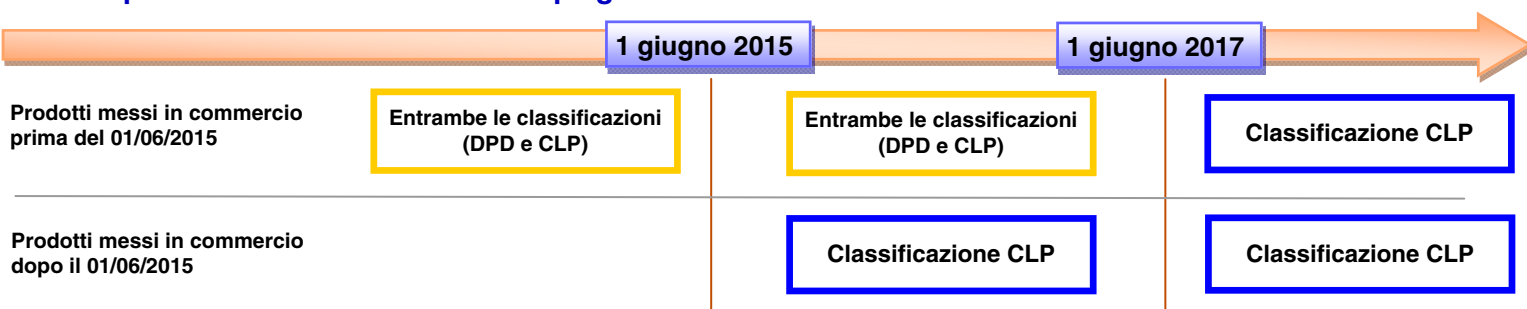 1 giugno 2015
1 giugno 2017
Prodotti messi in commercio
prima del 01/06/2015
Entrambe le classificazioni
(DPD e CLP)
Entrambe le classificazioni
(DPD e CLP)
Classificazione CLP
Prodotti messi in commercio
dopo il 01/06/2015
Classificazione CLP
Classificazione CLP